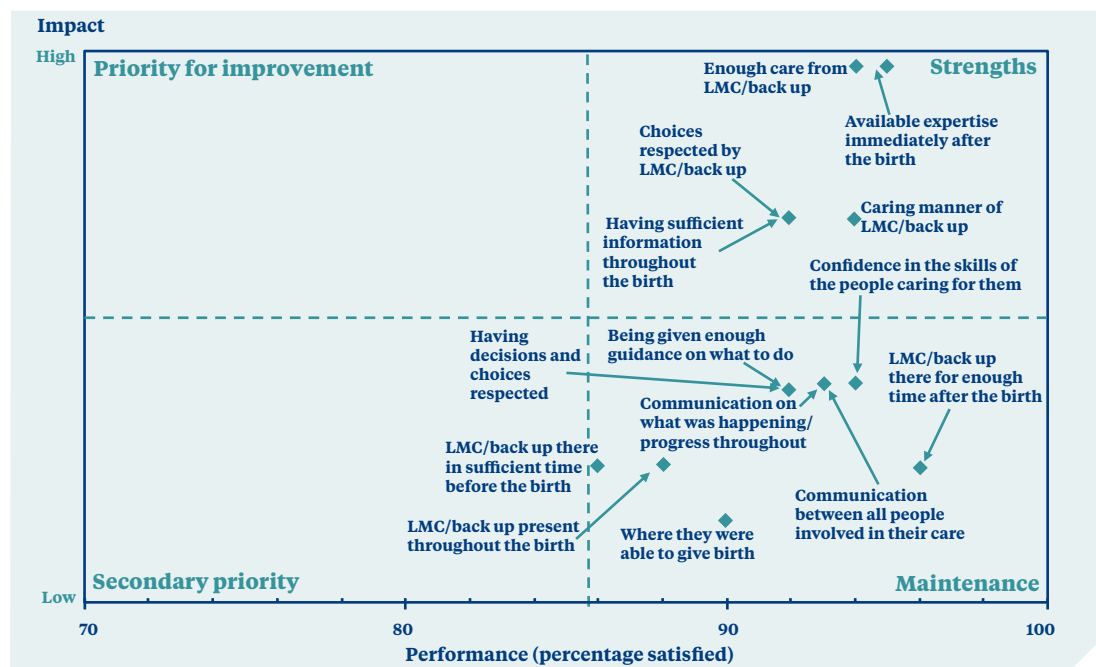 Impact
High
Priority for improvement
Strengths
Enough care from
LMC/back up
Available expertise
immediately after
the birth
Choices
respected by
LMC/back up
Caring manner of
LMC/back up
Having sufficient
information
throughout
the birth
Confidence in the skills of
the people caring for them
Having
decisions and
choices
respected
Being given enough
guidance on what to do
LMC/back up
there for enough
time after the birth
Communication on
what was happening/
progress throughout
LMC/back up there
in sufficient time
before the birth
Communication
between all people
involved in their care
LMC/back up present
throughout the birth
Where they were
able to give birth
Secondary priority
Maintenance
Low
70
80
90
100
Performance (percentage satisfied)